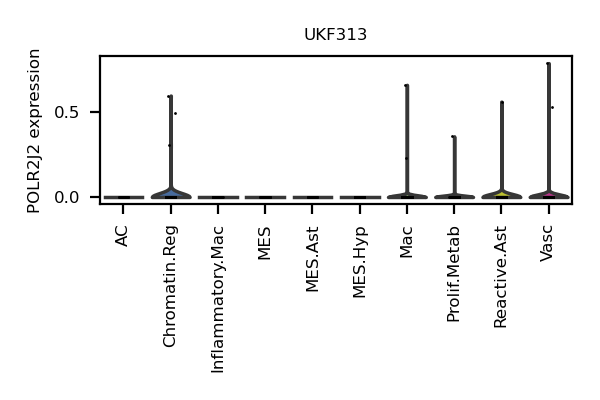 UKF313
POLR2J2 expression
0.5
0.0
AC
Chromatin.Reg
Inflammatory.Mac
MES
MES.Ast
MES.Hyp
Mac
Prolif.Metab
Reactive.Ast
Vasc